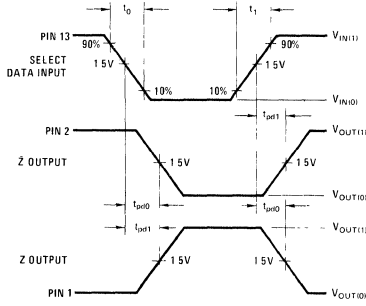 t0 t1
PIN 13 VIN(1)
90% 90%
SELECT
DATA INPUT
1 5V 1 5V
10% 10% VIN(0)
tpd1
PIN 2 VOUT(1)
Z̄ OUTPUT 1 5V 1 5V
VOUT(0)
tpd0 tpd0
tpd1 VOUT(1)
Z OUTPUT 1 5V 1 5V
PIN 1 VOUT(0)